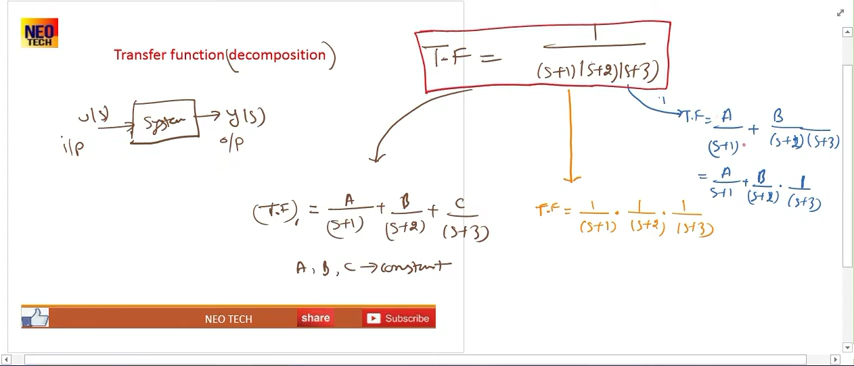 NEO
TECH
Transfer function(decomposition)
T.F = 1/((s+1)(s+2)(s+3))
u(s) → System → y(s)
i/p o/p
T.F = A/(s+1) + B/((s+2)(s+3))
= A/(s+1) + B/(s+2) · 1/(s+3)
(T.F)₁ = A/(s+1) + B/(s+2) + C/(s+3)
T.F = 1/(s+1) · 1/(s+2) · 1/(s+3)
A, B, C → constant
NEO TECH share Subscribe